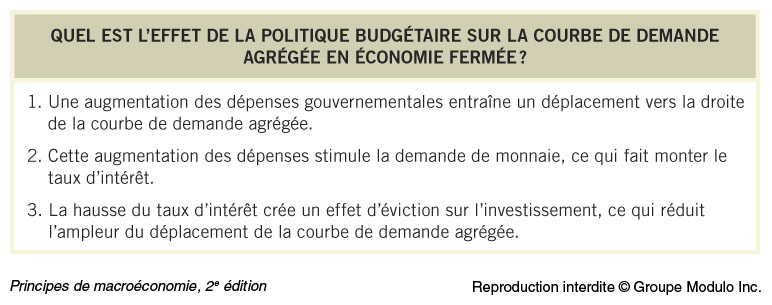 QUEL EST L'EFFET DE LA POLITIQUE BUDGÉTAIRE SUR LA COURBE DE DEMANDE
AGRÉGÉE EN ÉCONOMIE FERMÉE?
1. Une augmentation des dépenses gouvernementales entraîne un déplacement vers la droite
de la courbe de demande agrégée.
2. Cette augmentation des dépenses stimule la demande de monnaie, ce qui fait monter le
taux d'intérêt.
3. La hausse du taux d'intérêt crée un effet d'éviction sur l'investissement, ce qui réduit
l'ampleur du déplacement de la courbe de demande agrégée.
Principes de macroéconomie, 2e édition
Reproduction interdite © Groupe Modulo Inc.